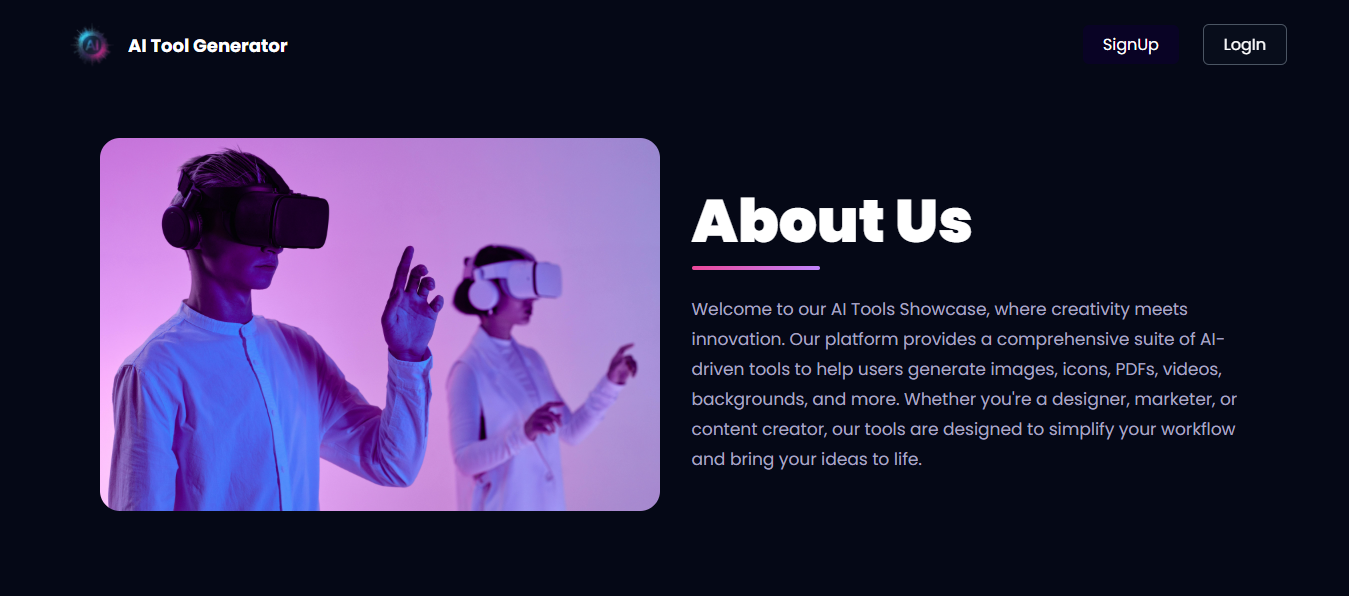 AI
AI Tool Generator
SignUp
LogIn
About Us
Welcome to our AI Tools Showcase, where creativity meets
innovation. Our platform provides a comprehensive suite of AI-
driven tools to help users generate images, icons, PDFs, videos,
backgrounds, and more. Whether you're a designer, marketer, or
content creator, our tools are designed to simplify your workflow
and bring your ideas to life.